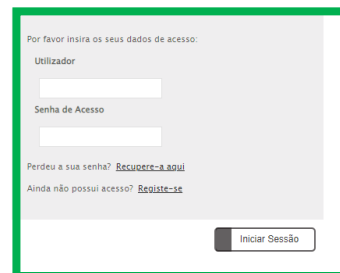 Por favor insira os seus dados de acesso:
Utilizador
Senha de Acesso
Perdeu a sua senha? Recupere-a aqui
Ainda não possui acesso? Registe-se
Iniciar Sessão